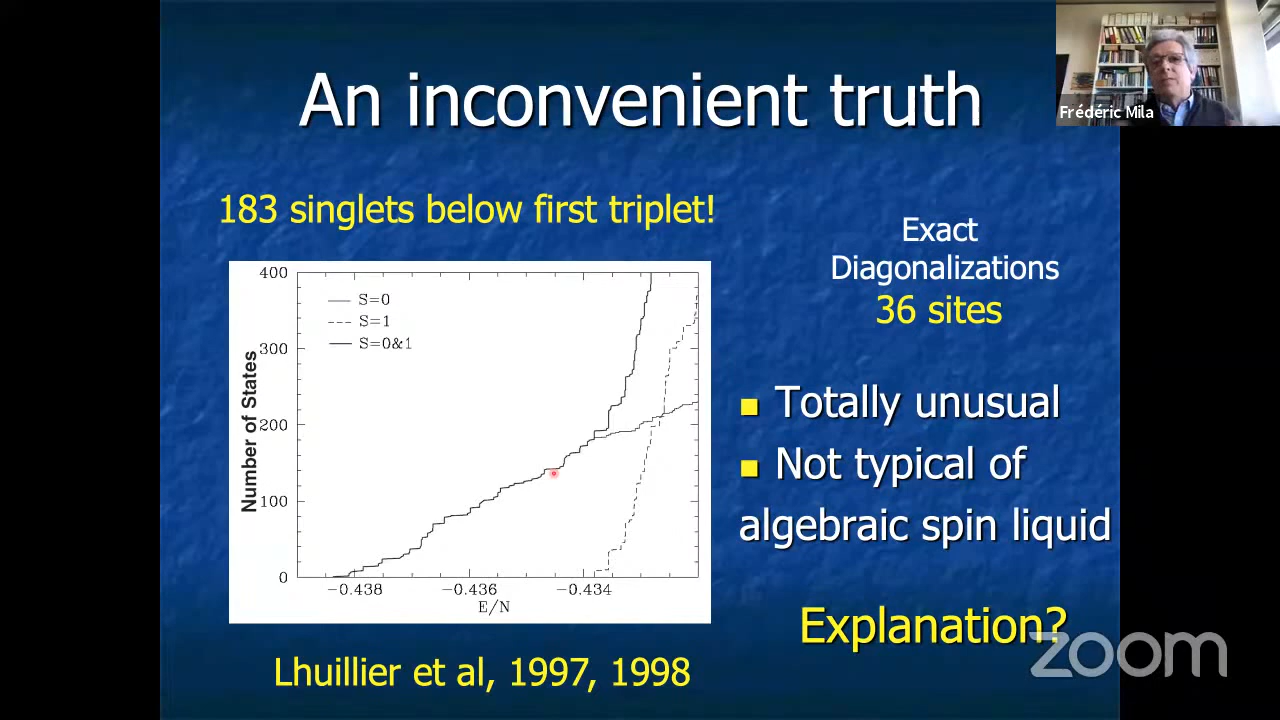 An inconvenient truth
Frédéric Mila
183 singlets below first triplet!
Exact
Diagonalizations
36 sites
400
300
200
100
0
Number of States
S=0
S=1
S=0&1
−0.438
−0.436
−0.434
E/N
Totally unusual
Not typical of
algebraic spin liquid
Explanation?
zoom
Lhuillier et al, 1997, 1998